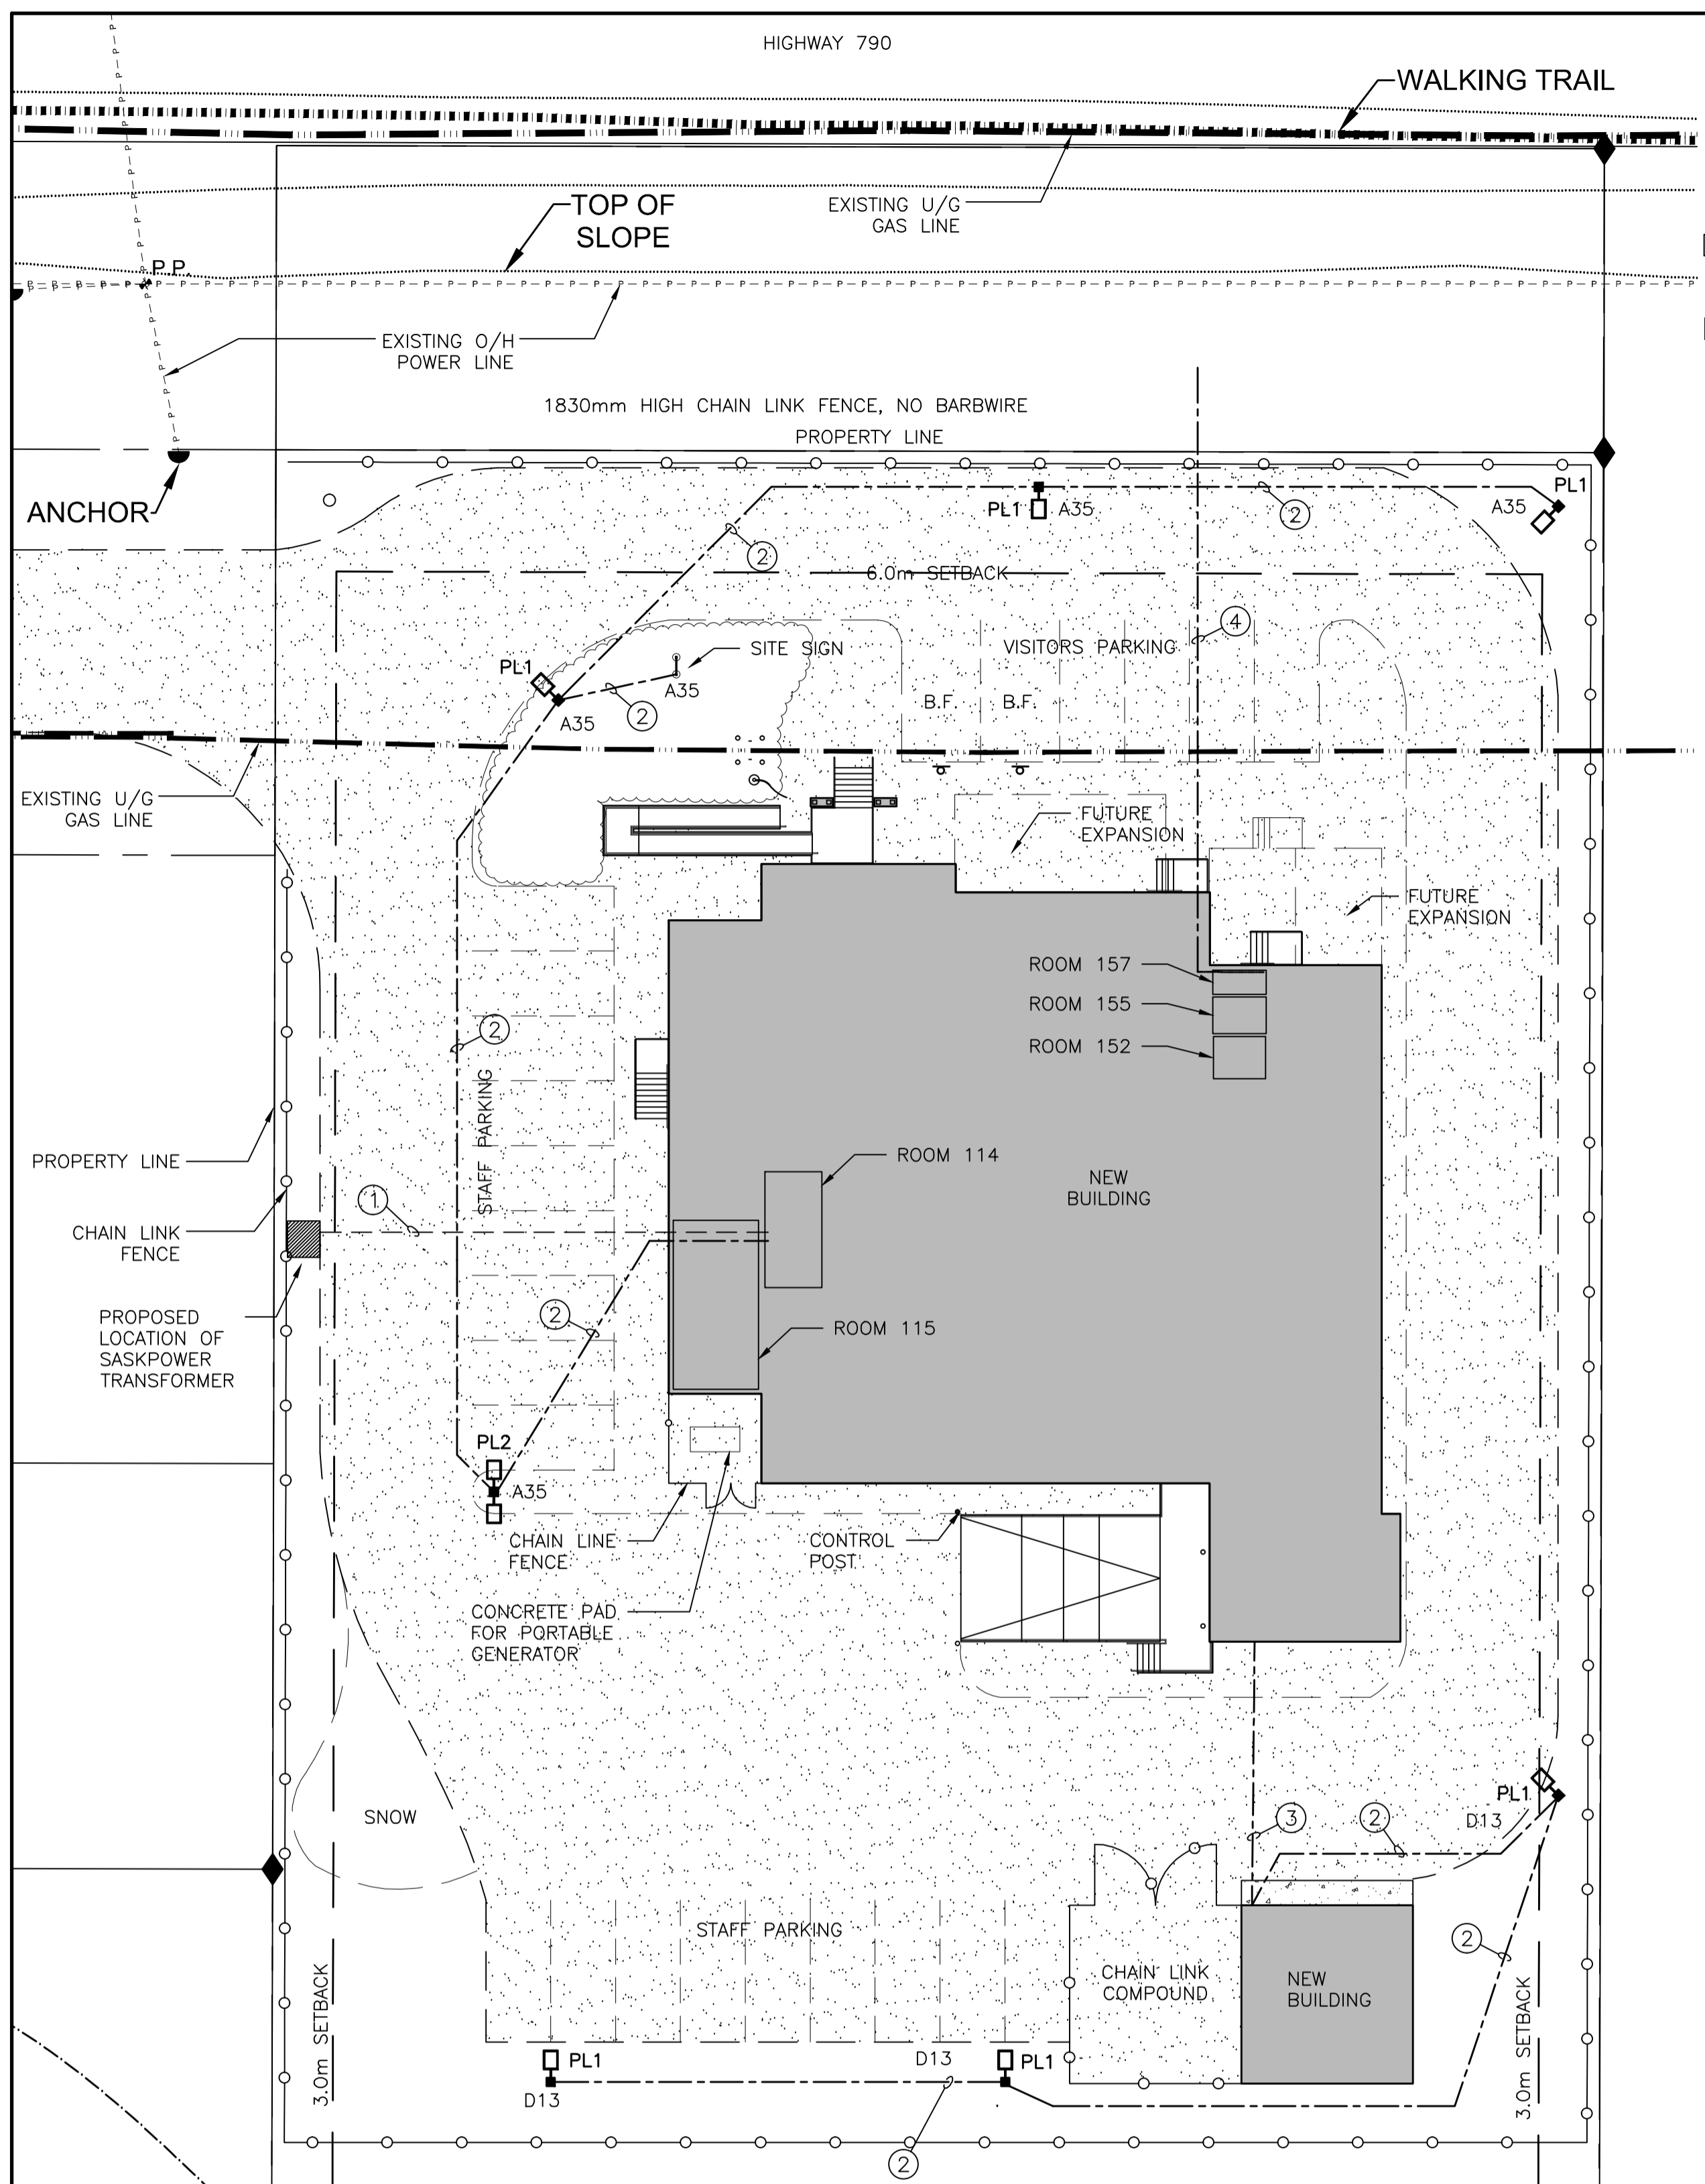 HIGHWAY 790
WALKING TRAIL
TOP OF
SLOPE
EXISTING U/G
GAS LINE
P.P.
EXISTING O/H
POWER LINE
1830mm HIGH CHAIN LINK FENCE, NO BARBWIRE
PROPERTY LINE
ANCHOR
PL1
A35
PL1
A35
2
2
6.0m SETBACK
4
SITE SIGN
VISITORS PARKING
PL1
A35
A35
2
B.F.
B.F.
EXISTING U/G
GAS LINE
FUTURE
EXPANSION
FUTURE
EXPANSION
ROOM 157
ROOM 155
ROOM 152
2
STAFF PARKING
PROPERTY LINE
ROOM 114
NEW
BUILDING
1
CHAIN LINK
FENCE
PROPOSED
LOCATION OF
SASKPOWER
TRANSFORMER
2
ROOM 115
PL2
A35
CHAIN LINE
FENCE
CONTROL
POST
CONCRETE PAD
FOR PORTABLE
GENERATOR
SNOW
PL1
D13
3
2
STAFF PARKING
2
CHAIN LINK
COMPOUND
NEW
BUILDING
3.0m SETBACK
3.0m SETBACK
PL1
D13
D13
PL1
2